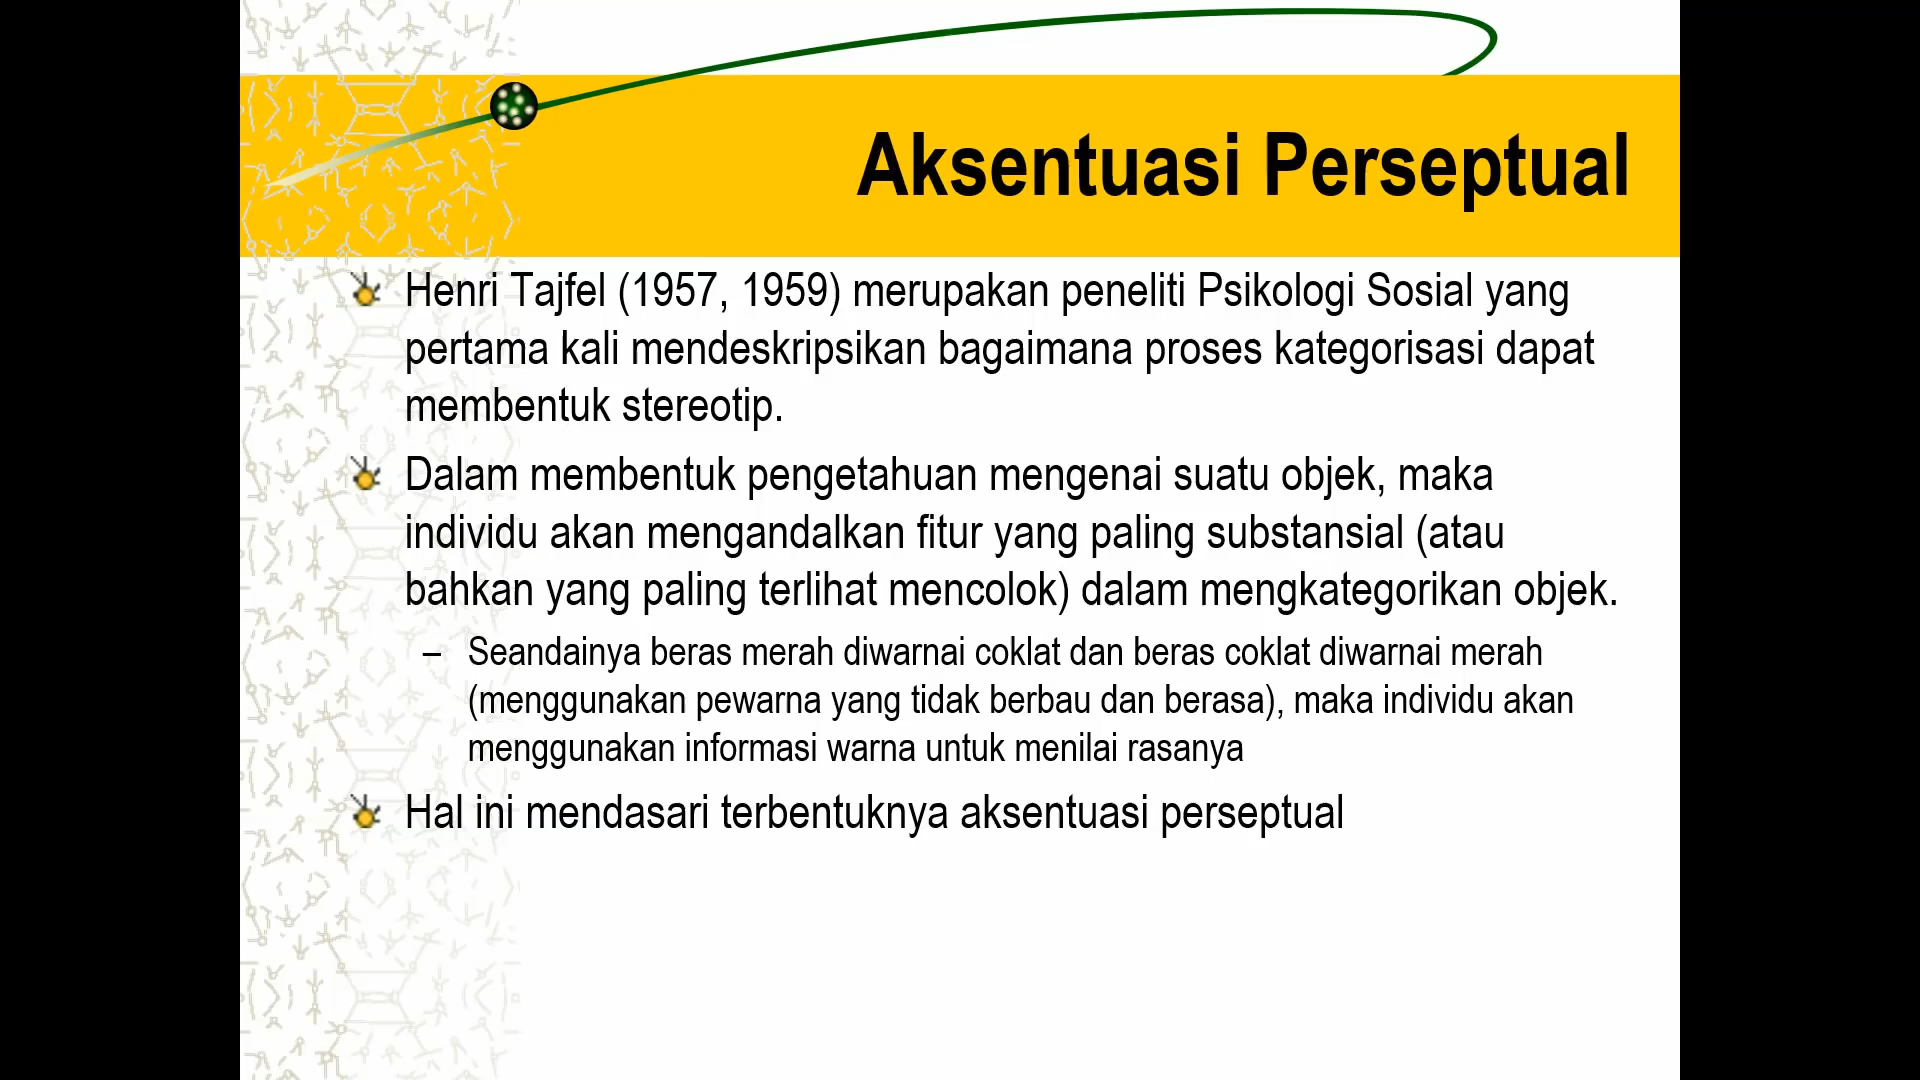 Aksentuasi Perseptual
Henri Tajfel (1957, 1959) merupakan peneliti Psikologi Sosial yang
pertama kali mendeskripsikan bagaimana proses kategorisasi dapat
membentuk stereotip.
Dalam membentuk pengetahuan mengenai suatu objek, maka
individu akan mengandalkan fitur yang paling substansial (atau
bahkan yang paling terlihat mencolok) dalam mengkategorikan objek.
– Seandainya beras merah diwarnai coklat dan beras coklat diwarnai merah
(menggunakan pewarna yang tidak berbau dan berasa), maka individu akan
menggunakan informasi warna untuk menilai rasanya
Hal ini mendasari terbentuknya aksentuasi perseptual